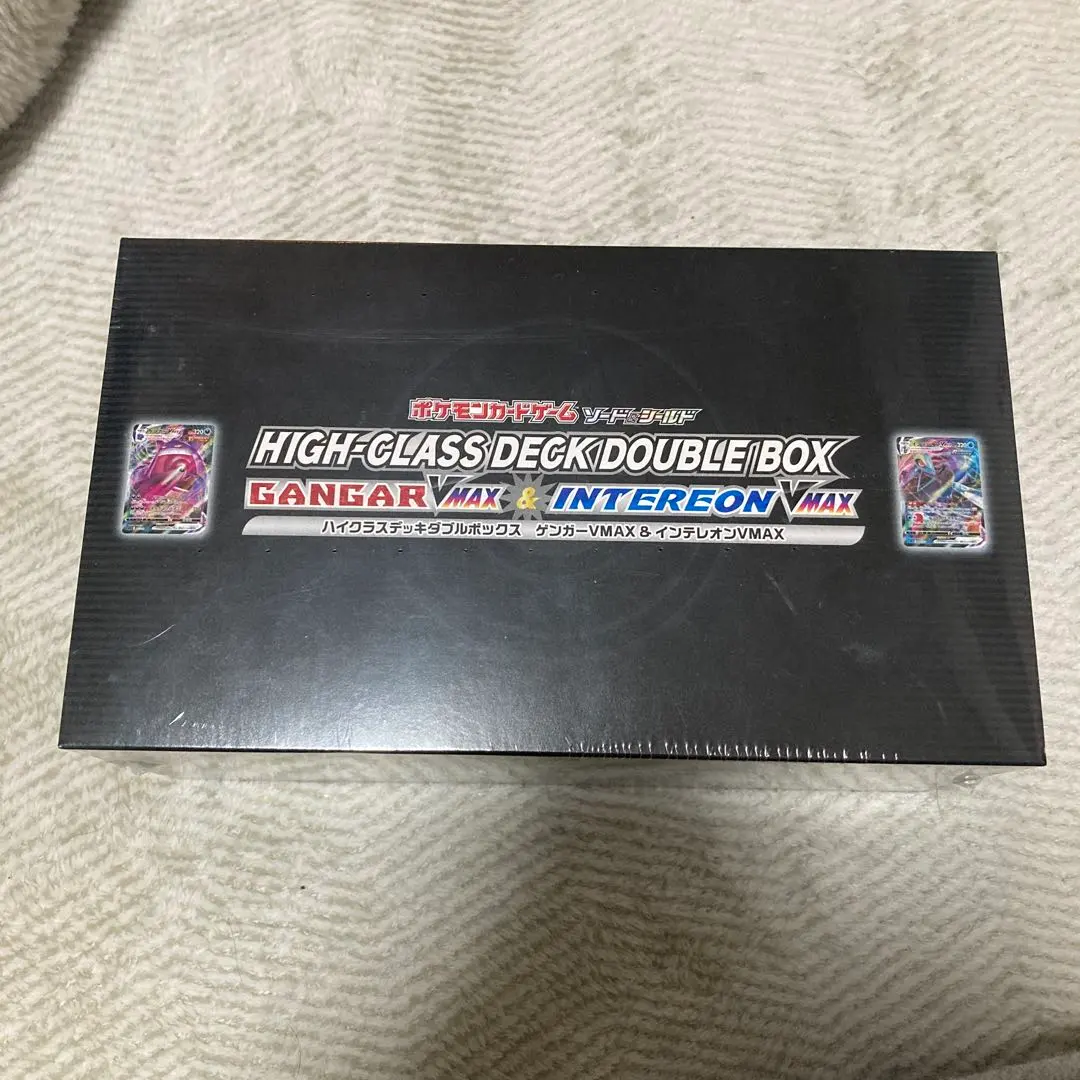 ポケモンカードゲーム ソード&シールド
HIGH-CLASS DECK DOUBLE BOX
GANGAR VMAX & INTEREON VMAX
ハイクラスデッキダブルボックス ゲンガーVMAX & インテレオンVMAX
320
320